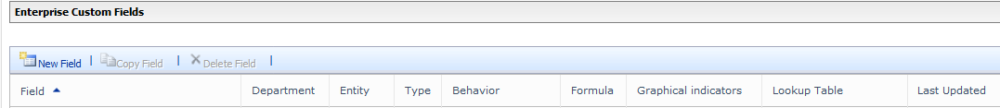 Enterprise Custom Fields
New Field | Copy Field | Delete Field |
Field Department Entity Type Behavior Formula Graphical indicators Lookup Table Last Updated